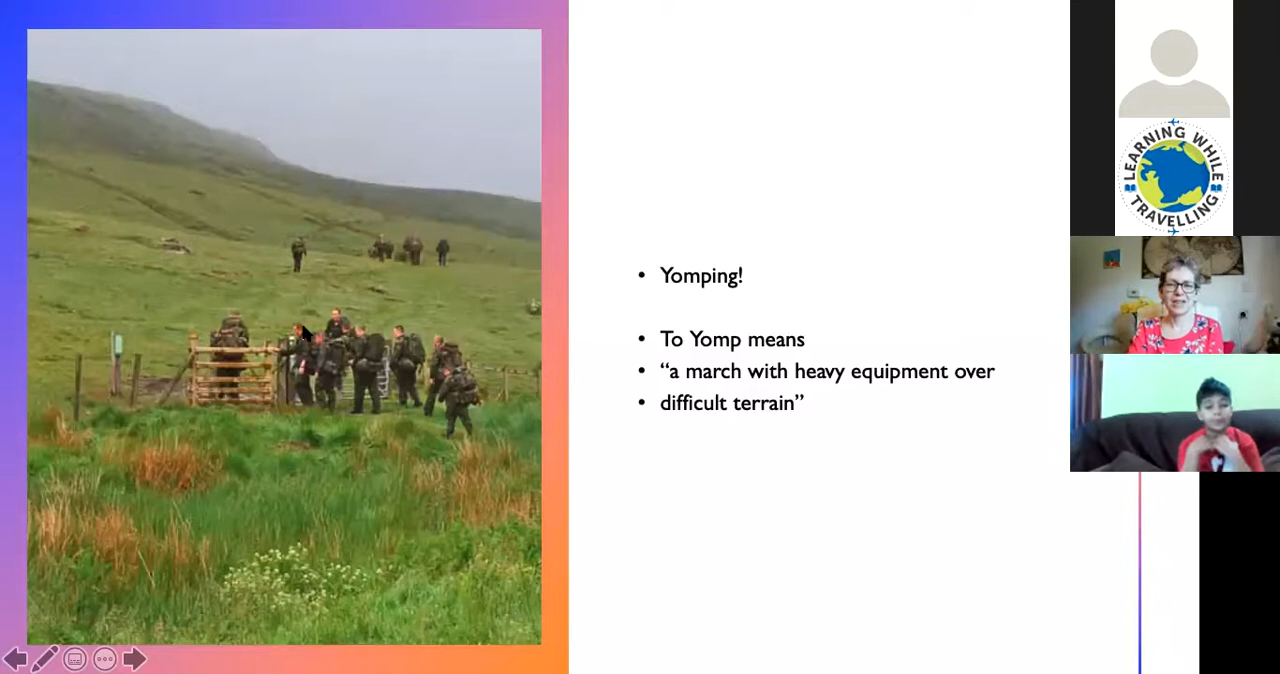 Yomping!
To Yomp means
“a march with heavy equipment over
difficult terrain”
LEARNING WHILE
TRAVELLING